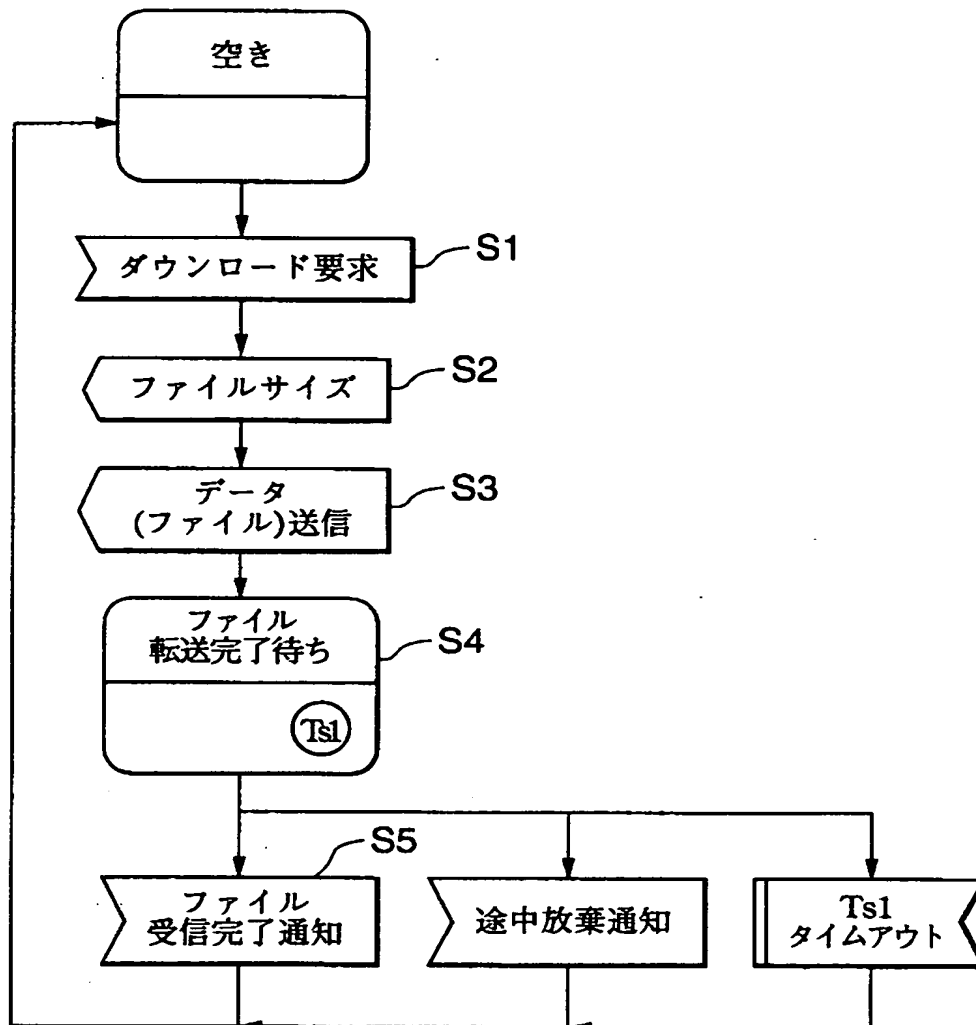 空き
ダウンロード要求
S1
ファイルサイズ
S2
データ
(ファイル)送信
S3
ファイル
転送完了待ち
S4
Ts1
S5
ファイル
受信完了通知
途中放棄通知
Ts1
タイムアウト